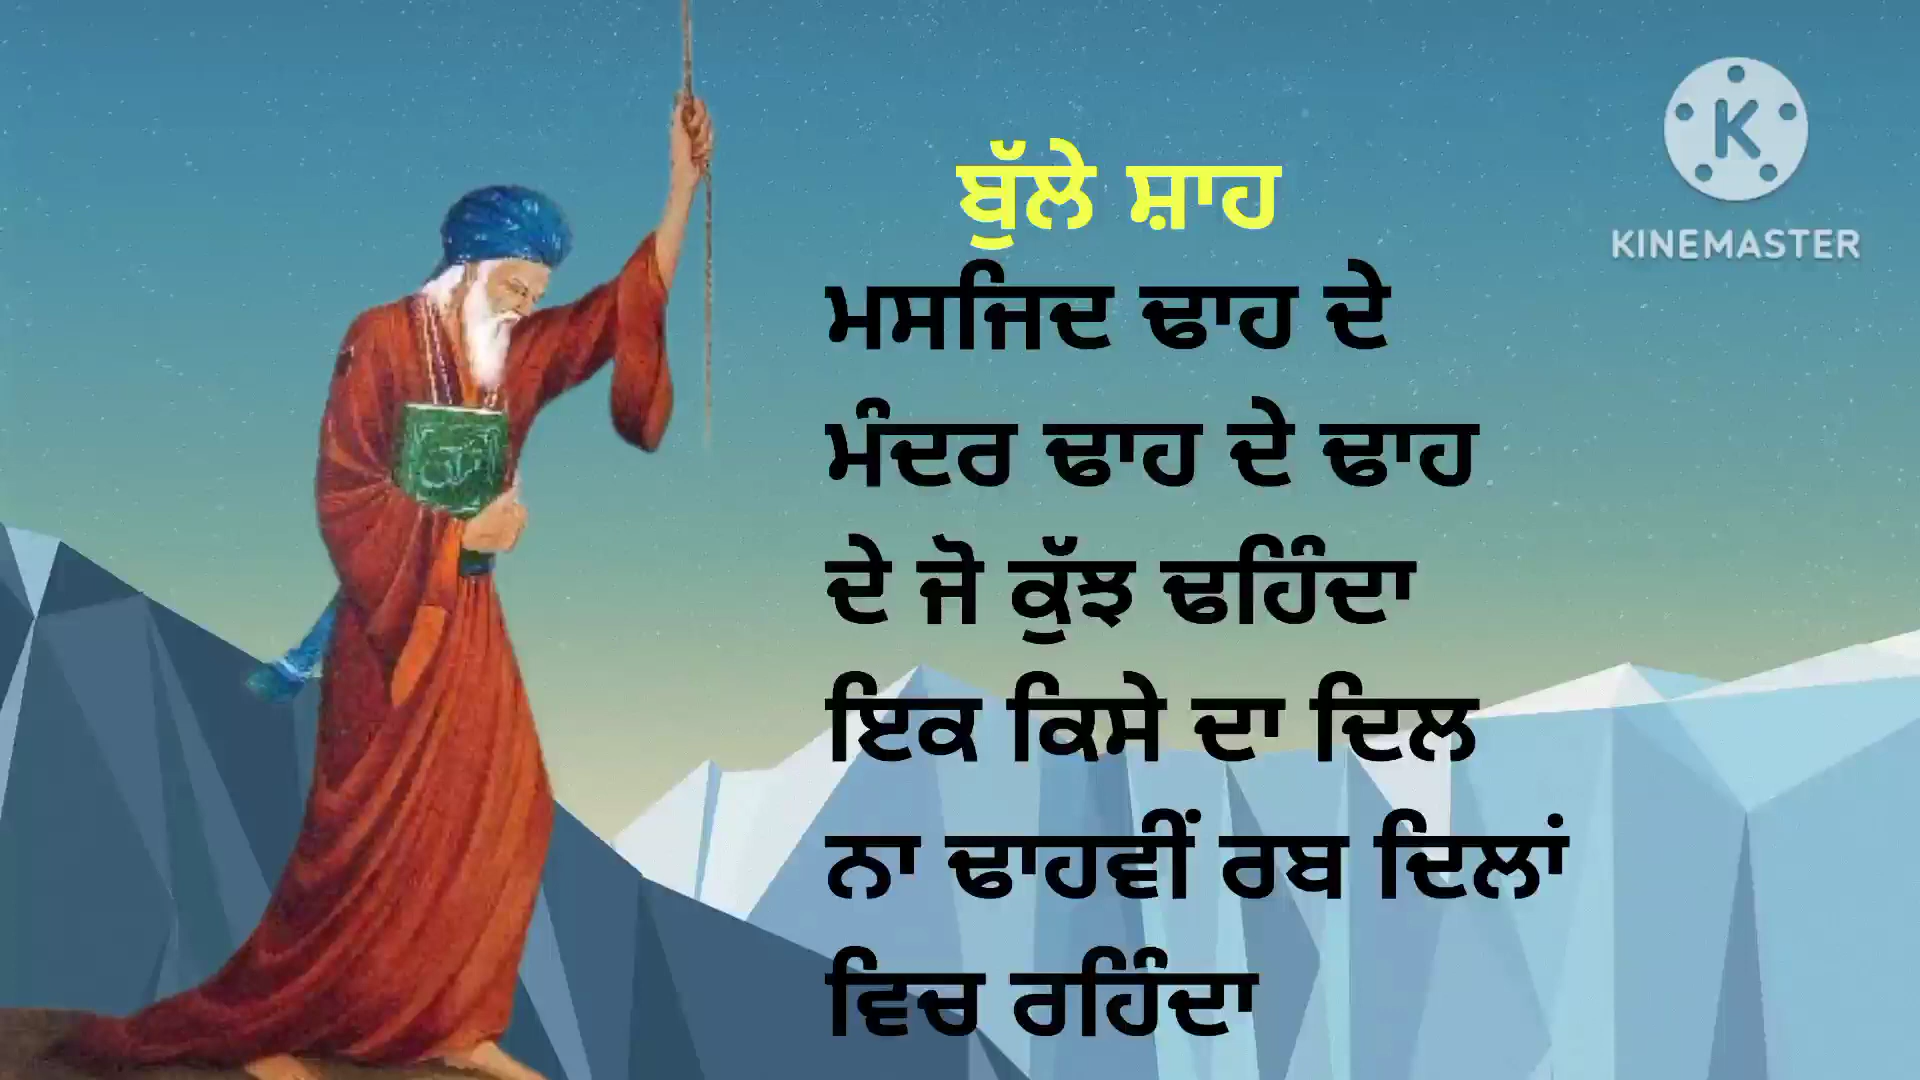 ਬੁੱਲੇ ਸ਼ਾਹ
ਮਸਜਿਦ ਢਾਹ ਦੇ
ਮੰਦਰ ਢਾਹ ਦੇ ਢਾਹ
ਦੇ ਜੋ ਕੁੱਝ ਢਹਿੰਦਾ
ਇਕ ਕਿਸੇ ਦਾ ਦਿਲ
ਨਾ ਢਾਹਵੀਂ ਰਬ ਦਿਲਾਂ
ਵਿਚ ਰਹਿੰਦਾ
K
KINEMASTER